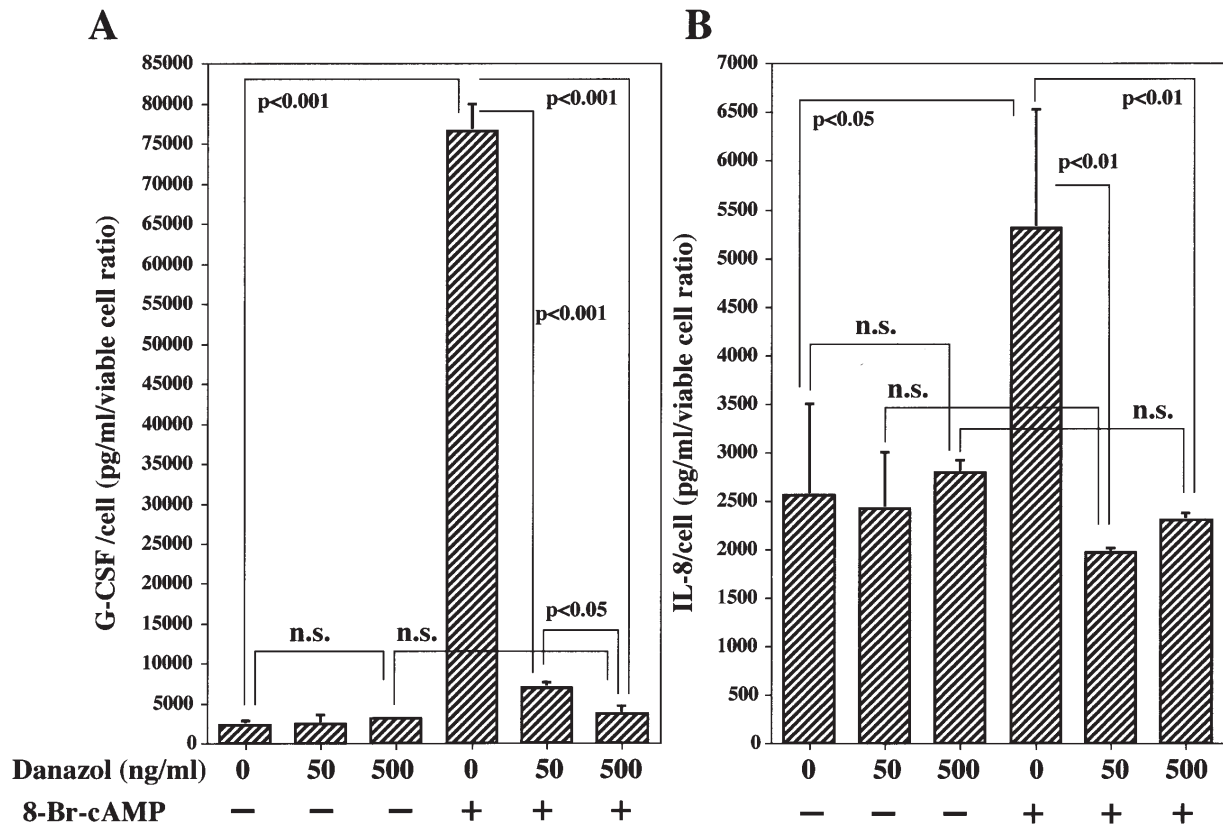 A
G-CSF /cell (pg/ml/viable cell ratio)
85000
80000
75000
70000
65000
60000
55000
50000
45000
40000
35000
30000
25000
20000
15000
10000
5000
0
p<0.001
p<0.001
p<0.001
p<0.05
n.s.
n.s.
B
IL-8/cell (pg/ml/viable cell ratio)
7000
6500
6000
5500
5000
4500
4000
3500
3000
2500
2000
1500
1000
500
0
p<0.05
p<0.01
p<0.01
n.s.
n.s.
n.s.
Danazol (ng/ml) 0 50 500 0 50 500 0 50 500 0 50 500
8-Br-cAMP − − − + + + − − − + + +